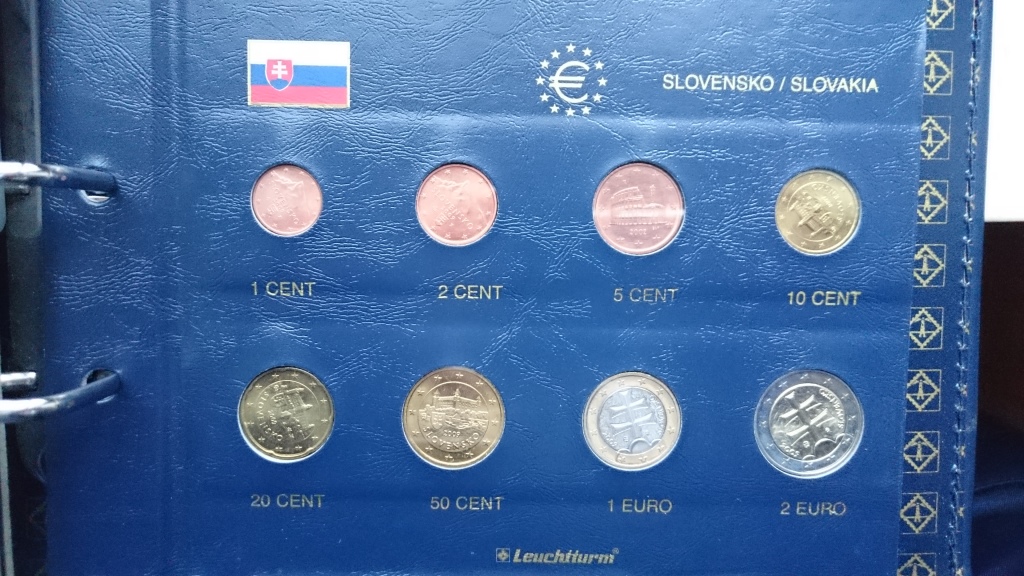 SLOVENSKO / SLOVAKIA
1 CENT
2 CENT
5 CENT
10 CENT
20 CENT
50 CENT
1 EURO
2 EURO
SLOVENSKO
Leuchtturm®